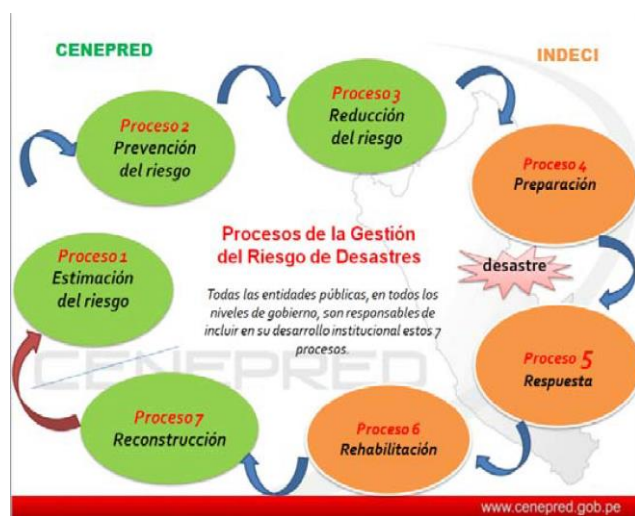 CENEPRED
INDECI
Proceso 1
Estimación
del riesgo
Proceso 2
Prevención
del riesgo
Proceso 3
Reducción
del riesgo
Proceso 4
Preparación
desastre
Proceso 5
Respuesta
Proceso 6
Rehabilitación
Proceso 7
Reconstrucción
Procesos de la Gestión
del Riesgo de Desastres
Todas las entidades públicas, en todos los
niveles de gobierno, son responsables de
incluir en su desarrollo institucional estos 7
procesos.
CENEPRED
www.cenepred.gob.pe